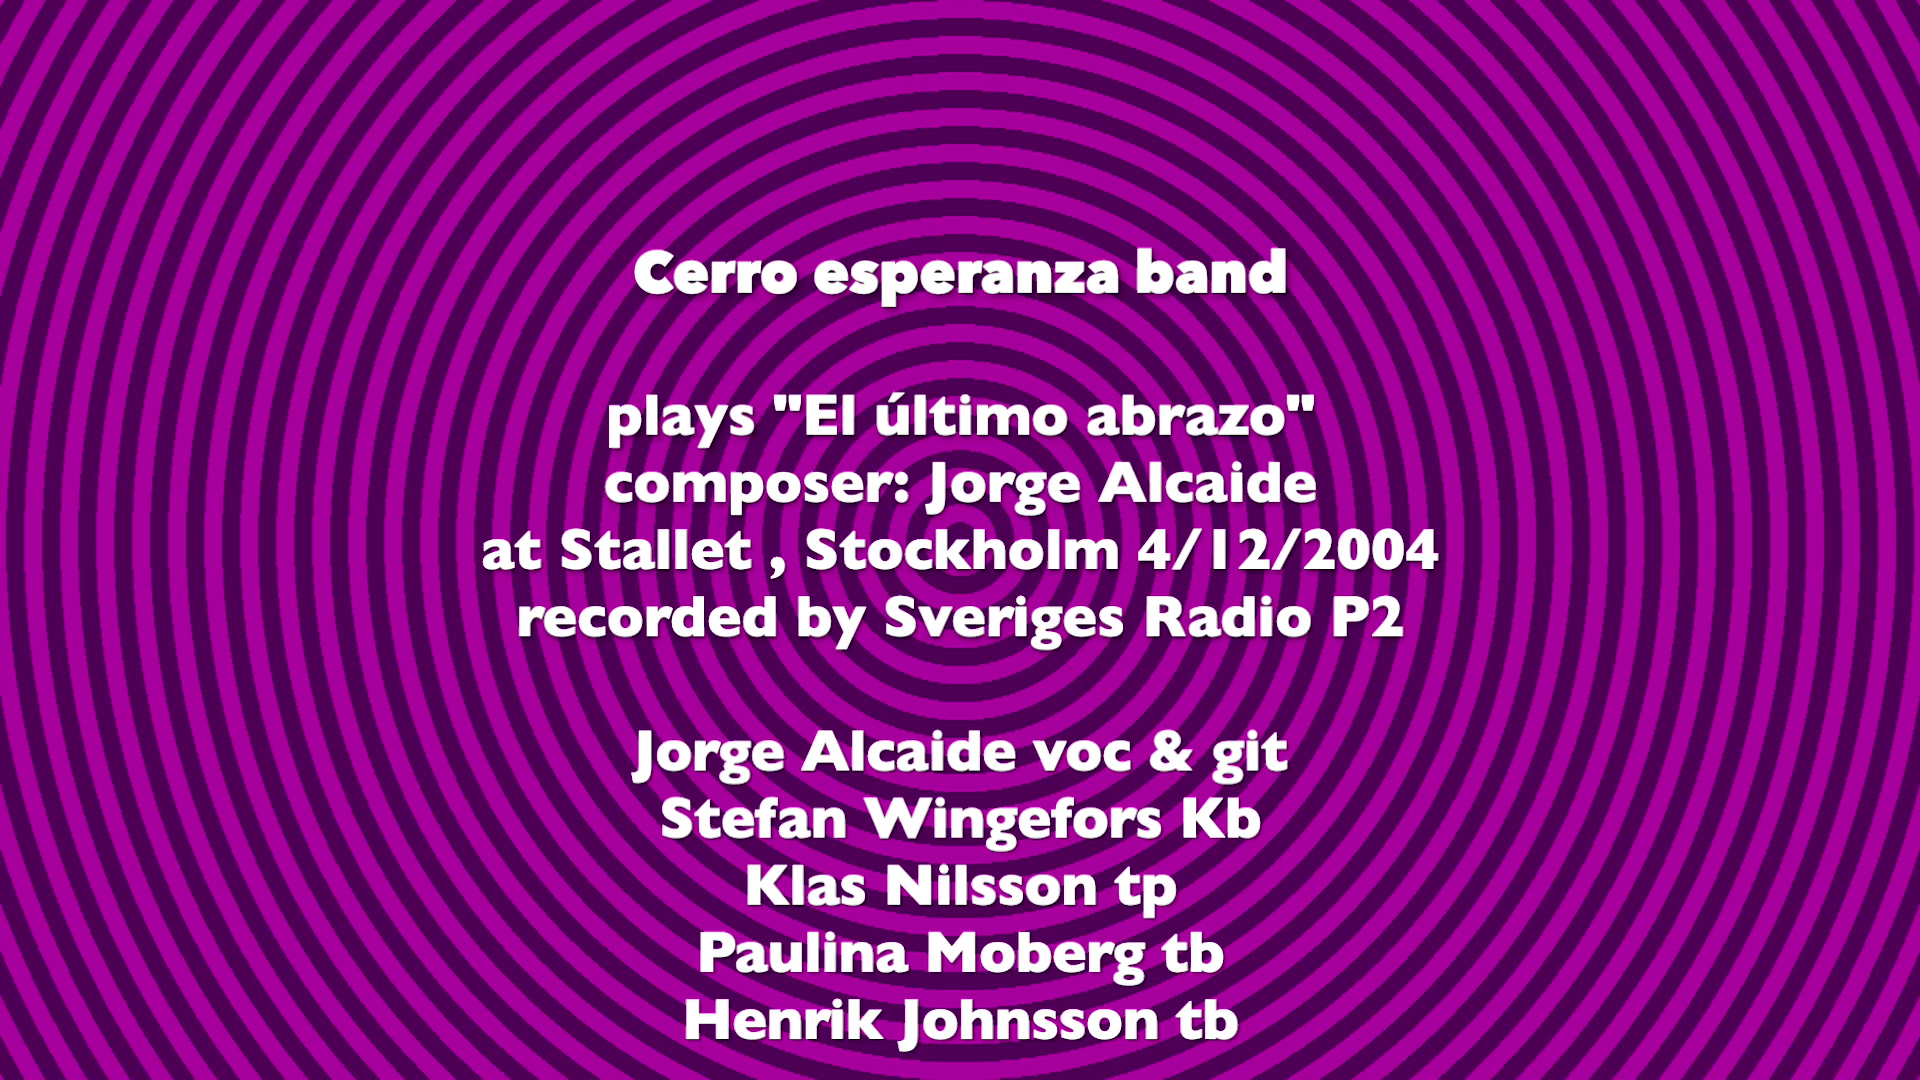 Cerro esperanza band
plays "El último abrazo"
composer: Jorge Alcaide
at Stallet , Stockholm 4/12/2004
recorded by Sveriges Radio P2
Jorge Alcaide voc & git
Stefan Wingefors Kb
Klas Nilsson tp
Paulina Moberg tb
Henrik Johnsson tb